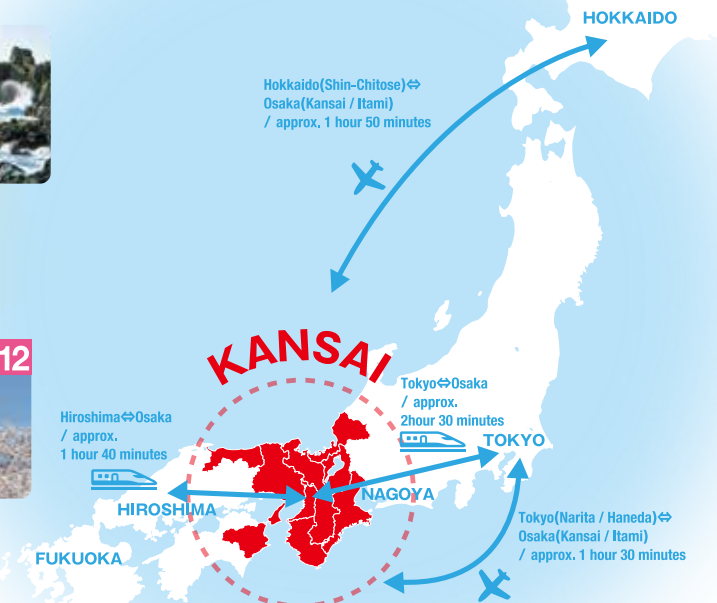 HOKKAIDO
Hokkaido(Shin-Chitose)⇔
Osaka(Kansai / Itami)
/ approx. 1 hour 50 minutes
KANSAI
12
Tokyo⇔Osaka
/ approx.
2hour 30 minutes
Hiroshima⇔Osaka
/ approx.
1 hour 40 minutes
TOKYO
NAGOYA
HIROSHIMA
Tokyo(Narita / Haneda)⇔
Osaka(Kansai / Itami)
/ approx. 1 hour 30 minutes
FUKUOKA